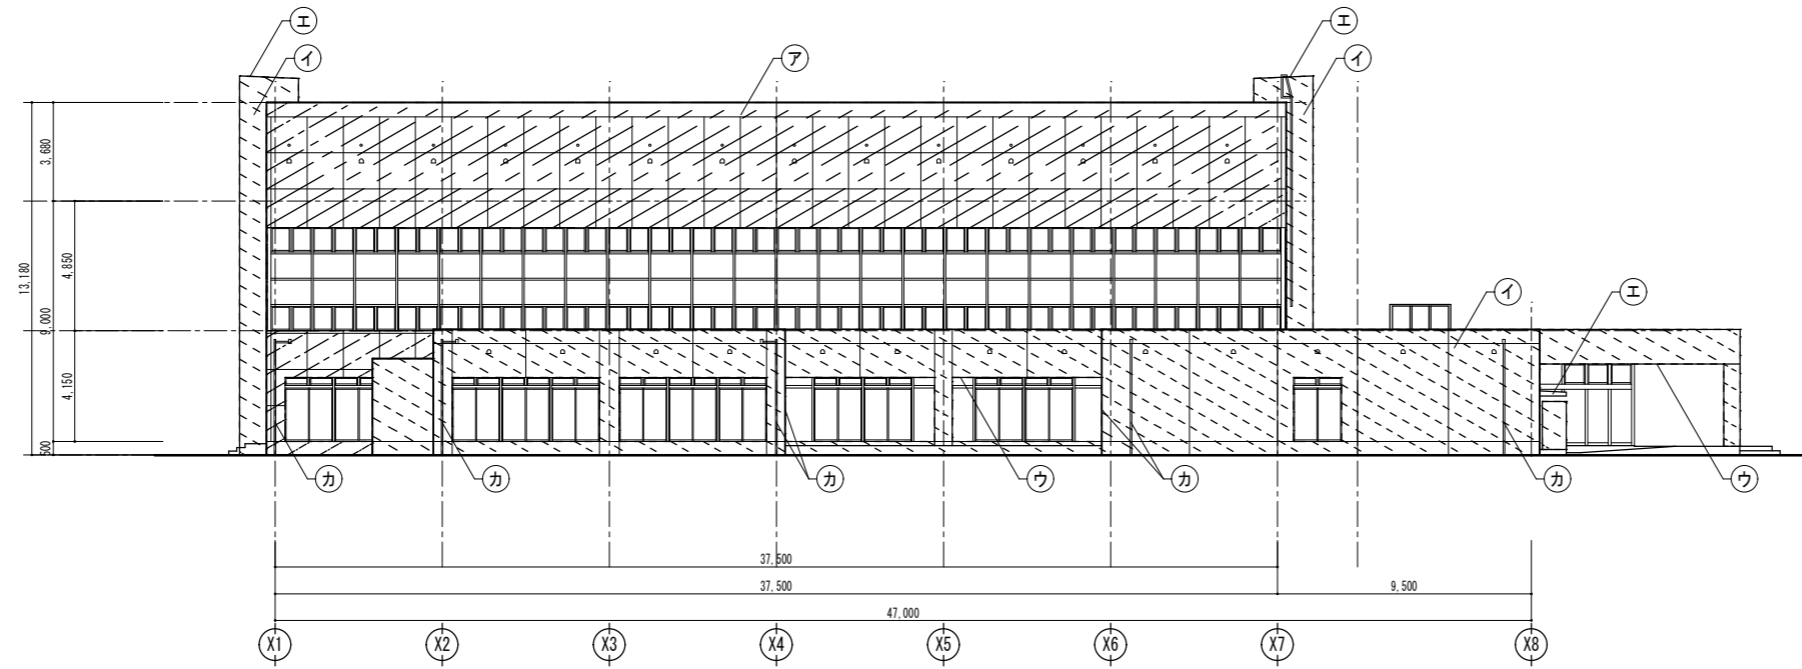 エ
エ
イ
ア
イ
3,680
13,180
4,850
9,000
4,150
500
イ
エ
カ
カ
カ
ウ
カ
カ
ウ
37,500
37,500
9,500
47,000
X1
X2
X3
X4
X5
X6
X7
X8